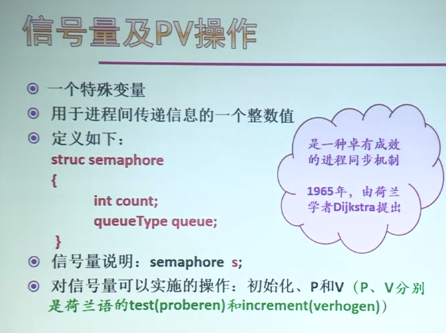 信号量及PV操作
一个特殊变量
用于进程间传递信息的一个整数值
定义如下：
struc semaphore
{
int count;
queueType queue;
}
信号量说明：semaphore s;
对信号量可以实施的操作：初始化、P和V（P、V分别
是荷兰语的test(proberen)和increment(verhogen)）
是一种卓有成效
的进程同步机制
1965年，由荷兰
学者Dijkstra提出